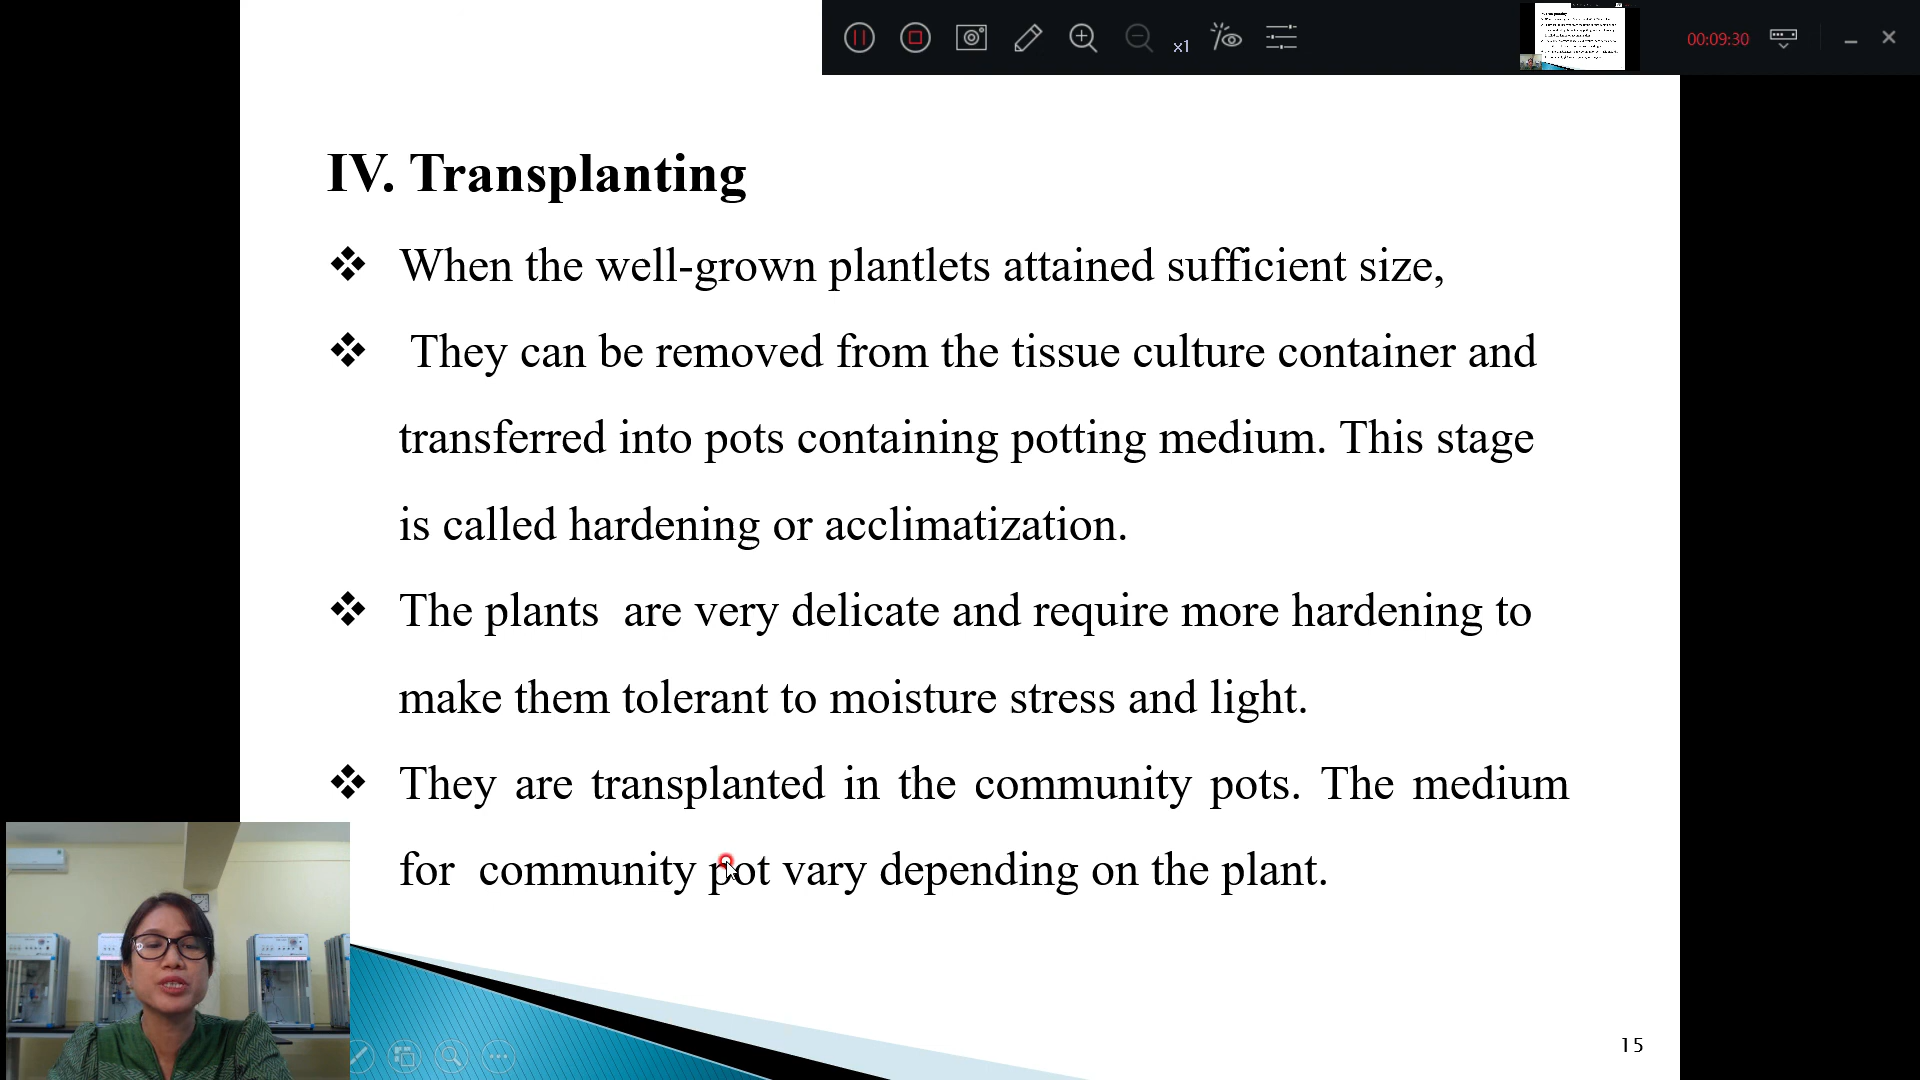 x1
00:09:30
IV. Transplanting
❖ When the well-grown plantlets attained sufficient size,
❖ They can be removed from the tissue culture container and
transferred into pots containing potting medium. This stage
is called hardening or acclimatization.
❖ The plants are very delicate and require more hardening to
make them tolerant to moisture stress and light.
❖ They are transplanted in the community pots. The medium
for community pot vary depending on the plant.
15